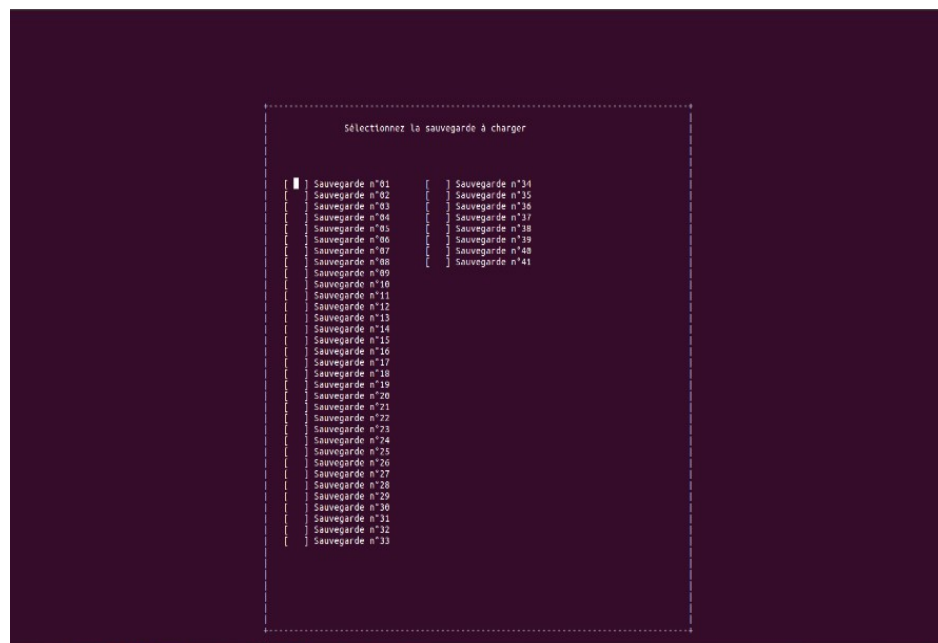 Sélectionnez la sauvegarde à charger
[ ] Sauvegarde n°01
[ ] Sauvegarde n°02
[ ] Sauvegarde n°03
[ ] Sauvegarde n°04
[ ] Sauvegarde n°05
[ ] Sauvegarde n°06
[ ] Sauvegarde n°07
[ ] Sauvegarde n°08
[ ] Sauvegarde n°09
[ ] Sauvegarde n°10
[ ] Sauvegarde n°11
[ ] Sauvegarde n°12
[ ] Sauvegarde n°13
[ ] Sauvegarde n°14
[ ] Sauvegarde n°15
[ ] Sauvegarde n°16
[ ] Sauvegarde n°17
[ ] Sauvegarde n°18
[ ] Sauvegarde n°19
[ ] Sauvegarde n°20
[ ] Sauvegarde n°21
[ ] Sauvegarde n°22
[ ] Sauvegarde n°23
[ ] Sauvegarde n°24
[ ] Sauvegarde n°25
[ ] Sauvegarde n°26
[ ] Sauvegarde n°27
[ ] Sauvegarde n°28
[ ] Sauvegarde n°29
[ ] Sauvegarde n°30
[ ] Sauvegarde n°31
[ ] Sauvegarde n°32
[ ] Sauvegarde n°33
[ ] Sauvegarde n°34
[ ] Sauvegarde n°35
[ ] Sauvegarde n°36
[ ] Sauvegarde n°37
[ ] Sauvegarde n°38
[ ] Sauvegarde n°39
[ ] Sauvegarde n°40
[ ] Sauvegarde n°41